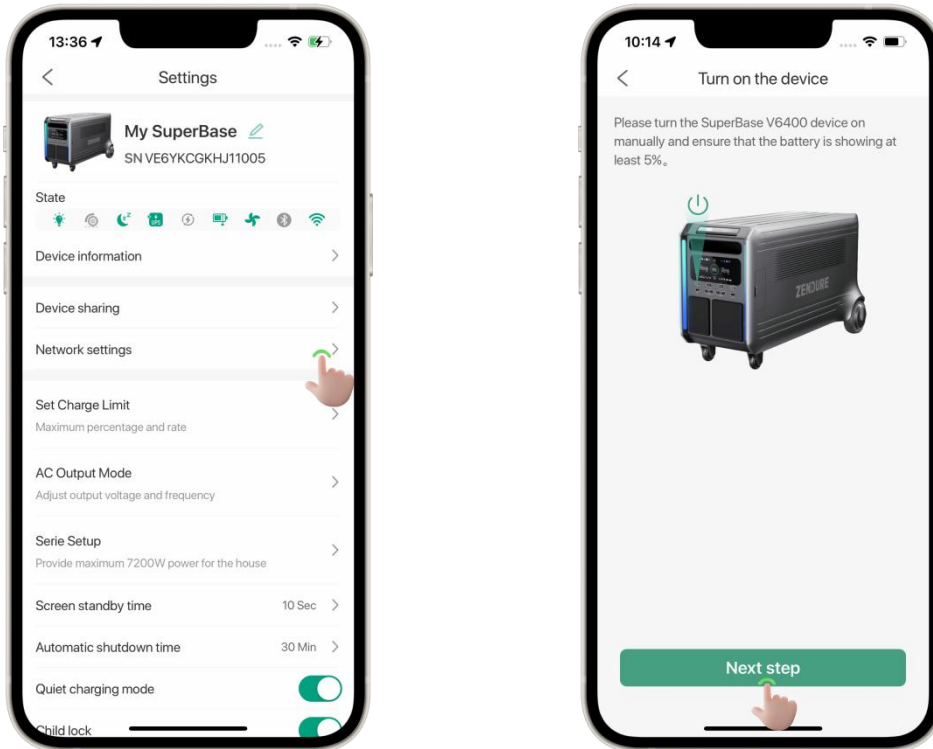 13:36
Settings
My SuperBase
SN VE6YKCGKHJ11005
State
UPS
Device information
Device sharing
Network settings
Set Charge Limit
Maximum percentage and rate
AC Output Mode
Adjust output voltage and frequency
Serie Setup
Provide maximum 7200W power for the house
Screen standby time 10 Sec
Automatic shutdown time 30 Min
Quiet charging mode
Child lock
10:14
Turn on the device
Please turn the SuperBase V6400 device on
manually and ensure that the battery is showing at
least 5%。
ZENDURE
Next step